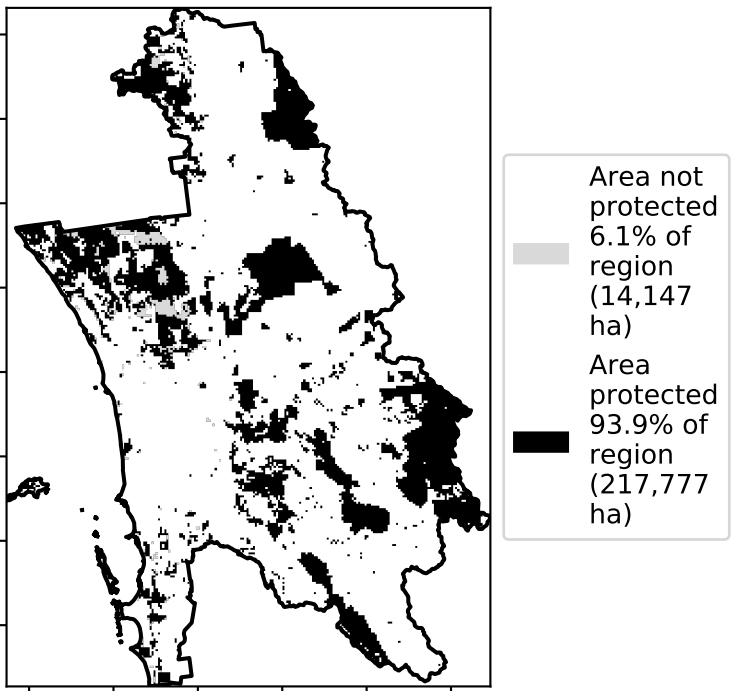 Area not
protected
6.1% of
region
(14,147
ha)
Area
protected
93.9% of
region
(217,777
ha)